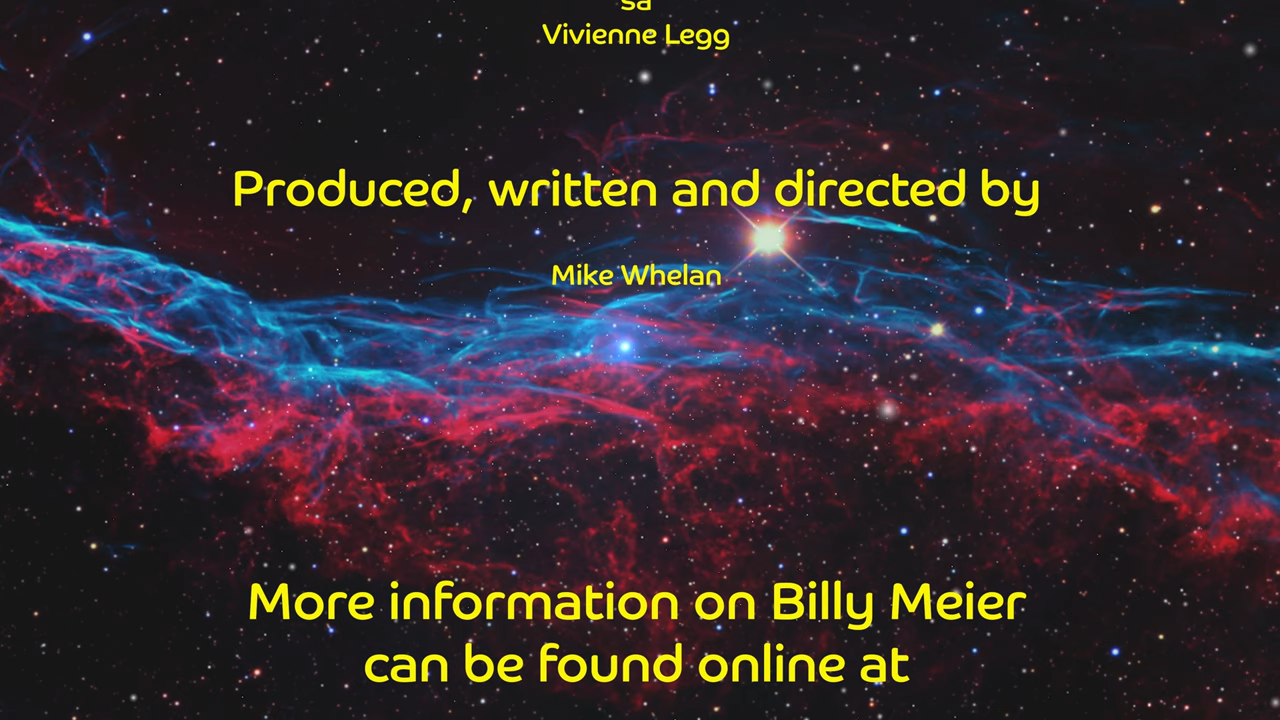 sa
Vivienne Legg
Produced, written and directed by
Mike Whelan
More information on Billy Meier
can be found online at